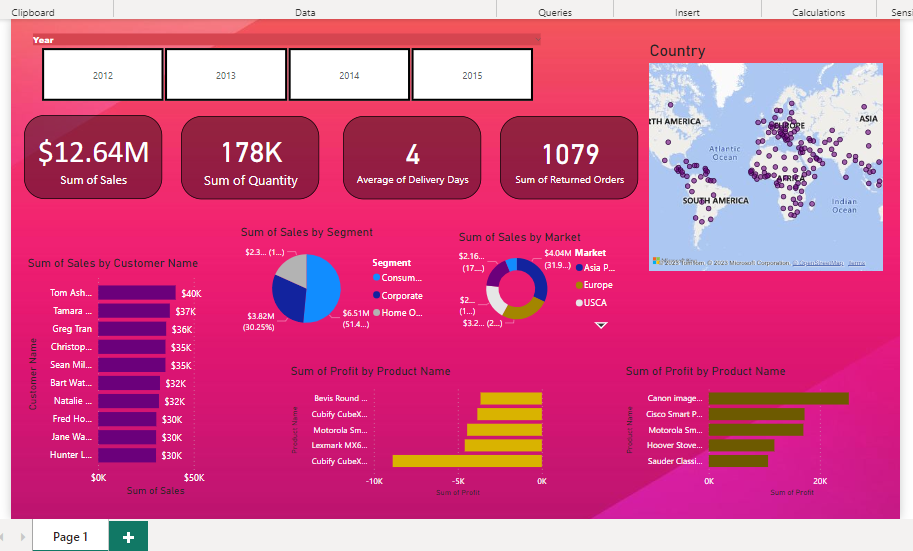 Clipboard
Data
Queries
Insert
Calculations
Sensi
Year
2012
2013
2014
2015
$12.64M
Sum of Sales
178K
Sum of Quantity
4
Average of Delivery Days
1079
Sum of Returned Orders
Country
RTH AMERICA
EUROPE
ASIA
Atlantic
Ocean
AFRICA
SOUTH AMERICA
Indian
Ocean
© 2023 TomTom, © 2023 Microsoft Corporation, © OpenStreetMap Terms
Sum of Sales by Customer Name
Customer Name
Tom Ash...
$40K
Tamara ...
$37K
Greg Tran
$36K
Christop...
$35K
Sean Mil...
$35K
Bart Wat...
$32K
Natalie ...
$32K
Fred Ho...
$30K
Jane Wa...
$30K
Hunter L...
$30K
$0K
$50K
Sum of Sales
Sum of Sales by Segment
$2.3... (1...)
$3.82M
(30.25%)
$6.51M
(51.4...)
Segment
Consum...
Corporate
Home O...
Sum of Sales by Market
$2.16...
(17....)
$4.04M
(31.9...)
$2...
(1...)
$3.2... (2...)
Market
Asia P...
Europe
USCA
Sum of Profit by Product Name
Product Name
Bevis Round ...
Cubify CubeX...
Motorola Sm...
Lexmark MX6...
Cubify CubeX...
-10K
-5K
0K
Sum of Profit
Sum of Profit by Product Name
Product Name
Canon image...
Cisco Smart P...
Motorola Sm...
Hoover Stove...
Sauder Classi...
0K
20K
Sum of Profit
Page 1
+